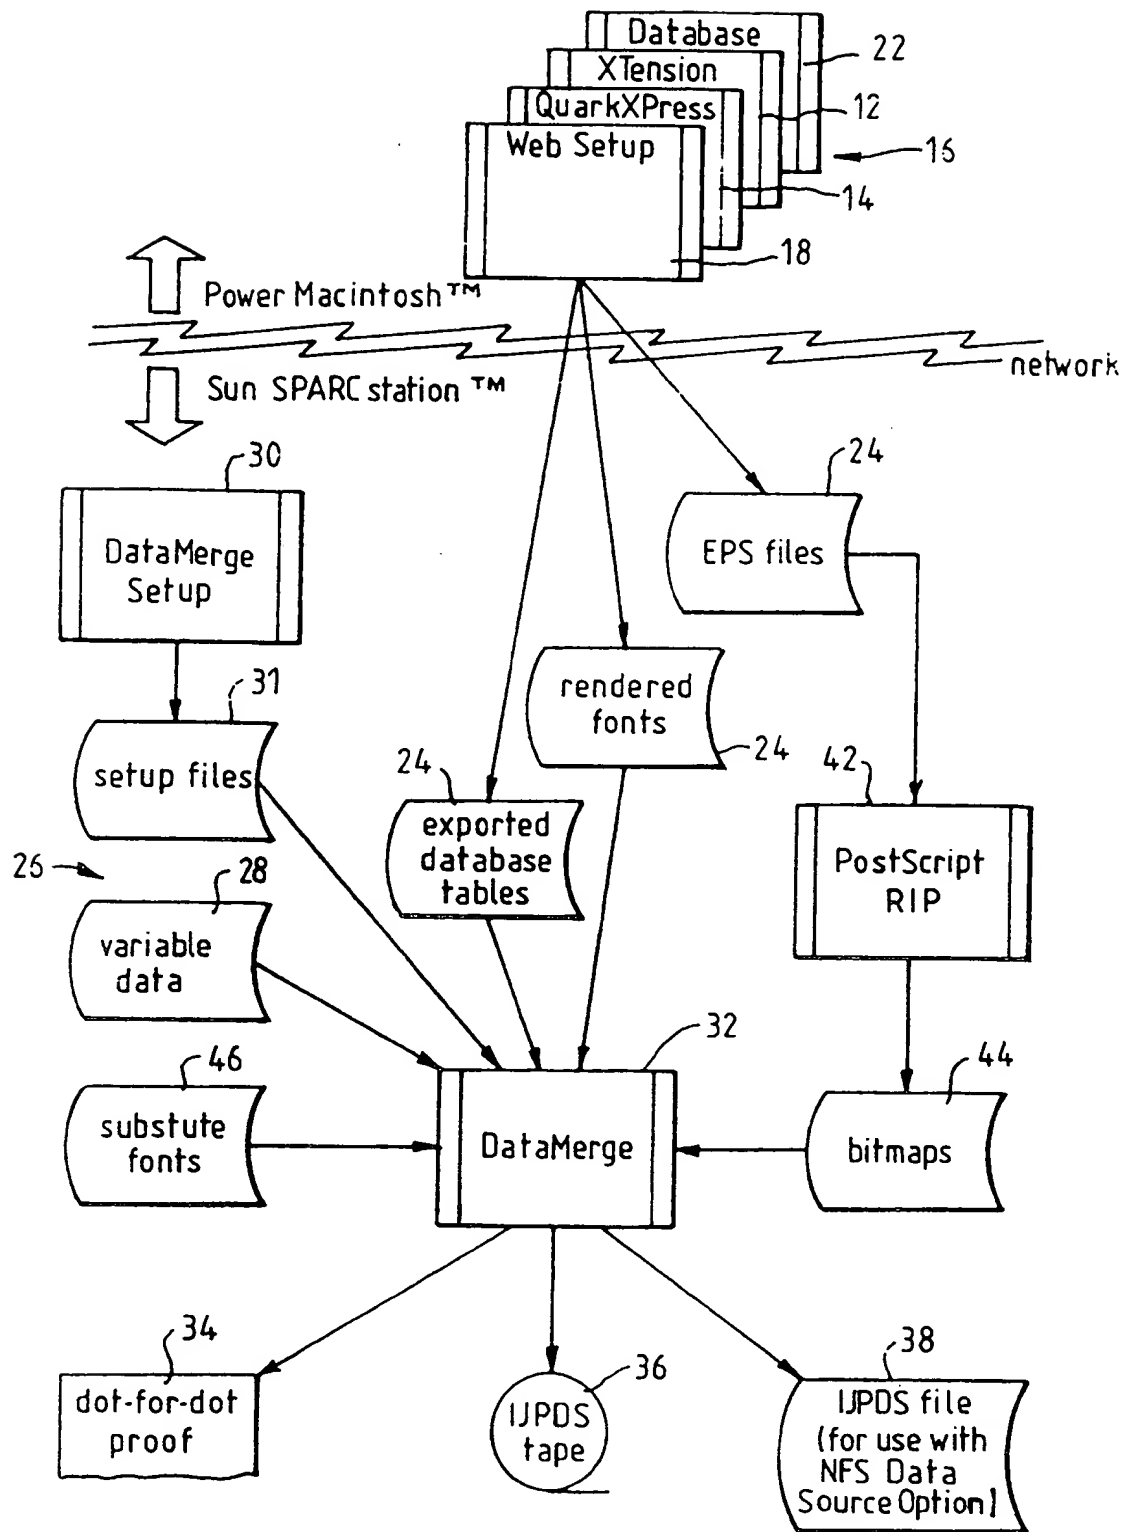 Database
22
XTension
12
QuarkXPress
16
Web Setup
14
18
Power Macintosh™
network
Sun SPARCstation™
30
24
DataMerge
Setup
EPS files
31
rendered
fonts
24
setup files
24
42
exported
database
tables
PostScript
RIP
26
28
variable
data
32
46
44
substute
fonts
DataMerge
bitmaps
34
36
38
dot-for-dot
proof
IJPDS
tape
IJPDS file
(for use with
NFS Data
Source Option)